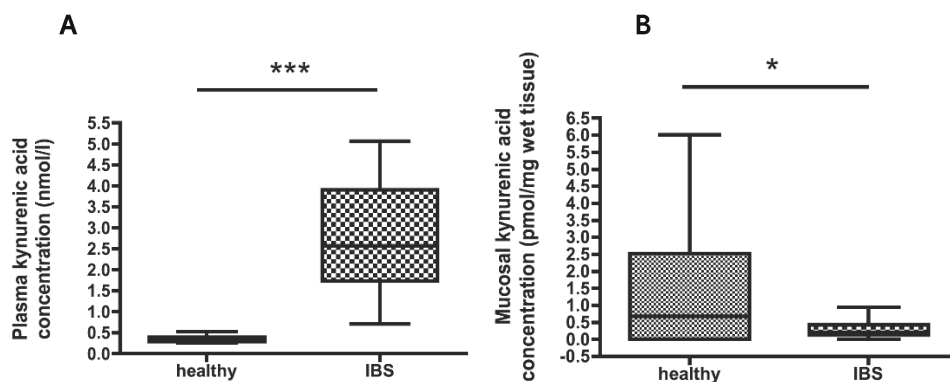 A
***
Plasma kynurenic acid
concentration (nmol/l)
5.5
5.0
4.5
4.0
3.5
3.0
2.5
2.0
1.5
1.0
0.5
0.0
healthy
IBS
B
*
Mucosal kynurenic acid
concentration (pmol/mg wet tissue)
6.5
6.0
5.5
5.0
4.5
4.0
3.5
3.0
2.5
2.0
1.5
1.0
0.5
0.0
-0.5
healthy
IBS